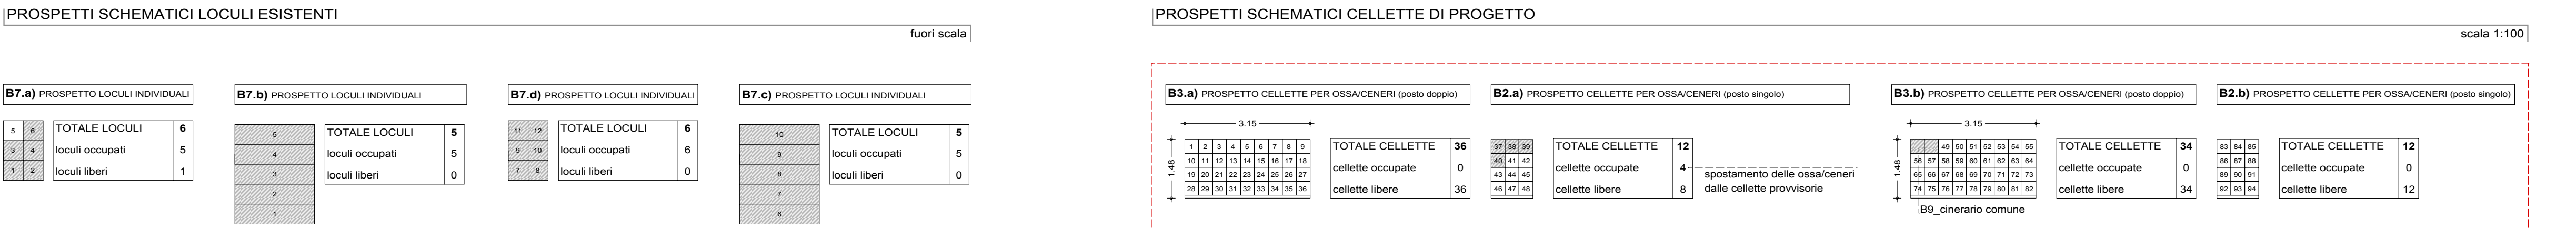 PROSPETTI SCHEMATICI LOCULI ESISTENTI
fuori scala
B7.a) PROSPETTO LOCULI INDIVIDUALI
5 6
3 4
1 2
TOTALE LOCULI 6
loculi occupati 5
loculi liberi 1
B7.b) PROSPETTO LOCULI INDIVIDUALI
5
4
3
2
1
TOTALE LOCULI 5
loculi occupati 5
loculi liberi 0
B7.d) PROSPETTO LOCULI INDIVIDUALI
11 12
9 10
7 8
TOTALE LOCULI 6
loculi occupati 6
loculi liberi 0
B7.c) PROSPETTO LOCULI INDIVIDUALI
10
9
8
7
6
TOTALE LOCULI 5
loculi occupati 5
loculi liberi 0
PROSPETTI SCHEMATICI CELLETTE DI PROGETTO
scala 1:100
B3.a) PROSPETTO CELLETTE PER OSSA/CENERI (posto doppio)
3.15
1.48
1 2 3 4 5 6 7 8 9
10 11 12 13 14 15 16 17 18
19 20 21 22 23 24 25 26 27
28 29 30 31 32 33 34 35 36
TOTALE CELLETTE 36
cellette occupate 0
cellette libere 36
B2.a) PROSPETTO CELLETTE PER OSSA/CENERI (posto singolo)
37 38 39
40 41 42
43 44 45
46 47 48
TOTALE CELLETTE 12
cellette occupate 4
cellette libere 8
spostamento delle ossa/ceneri
dalle cellette provvisorie
B3.b) PROSPETTO CELLETTE PER OSSA/CENERI (posto doppio)
3.15
1.48
49 50 51 52 53 54 55
56 57 58 59 60 61 62 63 64
65 66 67 68 69 70 71 72 73
74 75 76 77 78 79 80 81 82
B9_cinerario comune
TOTALE CELLETTE 34
cellette occupate 0
cellette libere 34
B2.b) PROSPETTO CELLETTE PER OSSA/CENERI (posto singolo)
83 84 85
86 87 88
89 90 91
92 93 94
TOTALE CELLETTE 12
cellette occupate 0
cellette libere 12